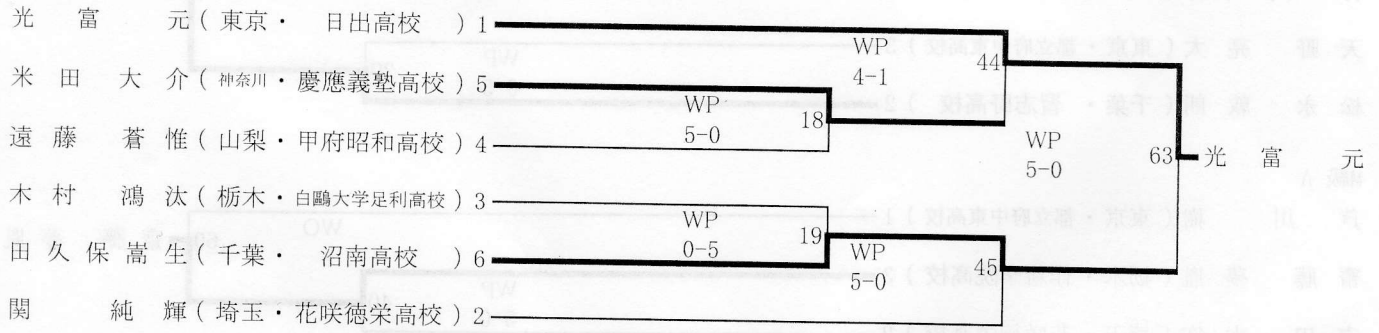 光富元(東京・日出高校)1
WP
4-1
44
米田大介(神奈川・慶應義塾高校)5
WP
5-0
18
遠藤蒼惟(山梨・甲府昭和高校)4
WP
5-0
63
光富元
木村鴻汰(栃木・白鷗大学足利高校)3
WP
0-5
19
田久保嵩生(千葉・沼南高校)6
WP
5-0
45
関純輝(埼玉・花咲徳栄高校)2